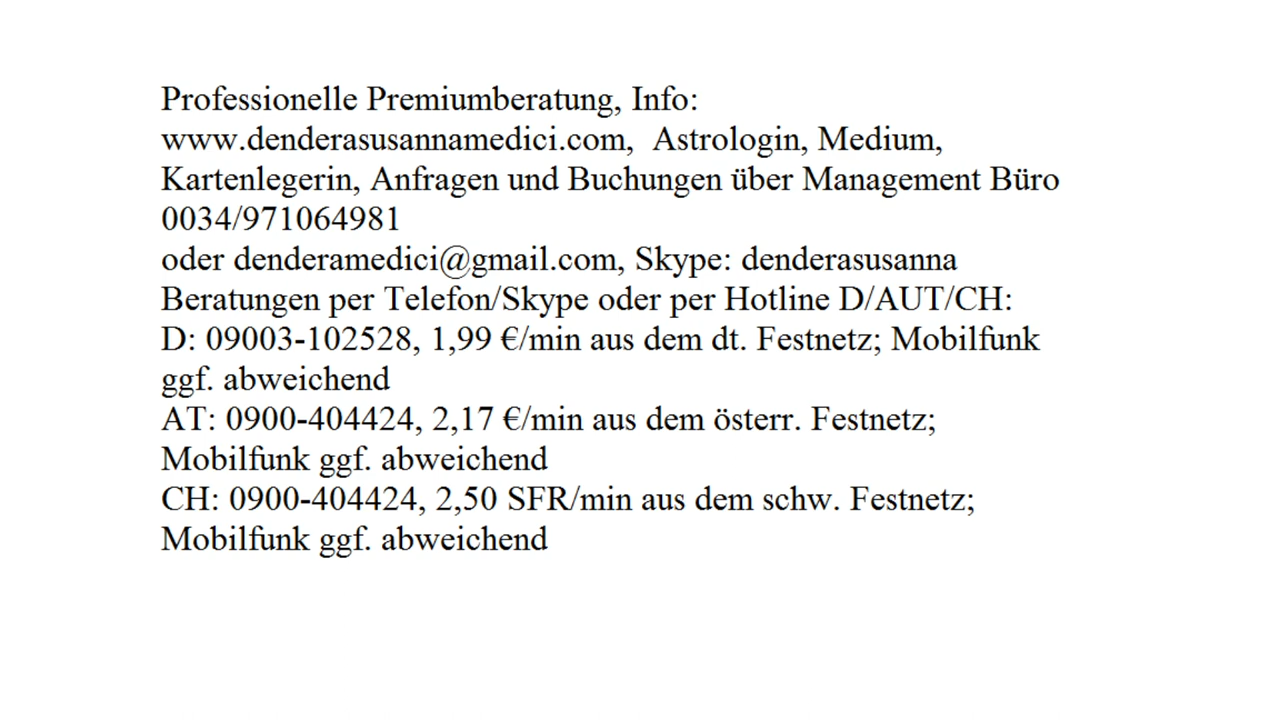 Professionelle Premiumberatung, Info:
www.denderasusannamedici.com,  Astrologin, Medium,
Kartenlegerin, Anfragen und Buchungen über Management Büro
0034/971064981
oder denderamedici@gmail.com, Skype: denderasusanna
Beratungen per Telefon/Skype oder per Hotline D/AUT/CH:
D: 09003-102528, 1,99 €/min aus dem dt. Festnetz; Mobilfunk
ggf. abweichend
AT: 0900-404424, 2,17 €/min aus dem österr. Festnetz;
Mobilfunk ggf. abweichend
CH: 0900-404424, 2,50 SFR/min aus dem schw. Festnetz;
Mobilfunk ggf. abweichend